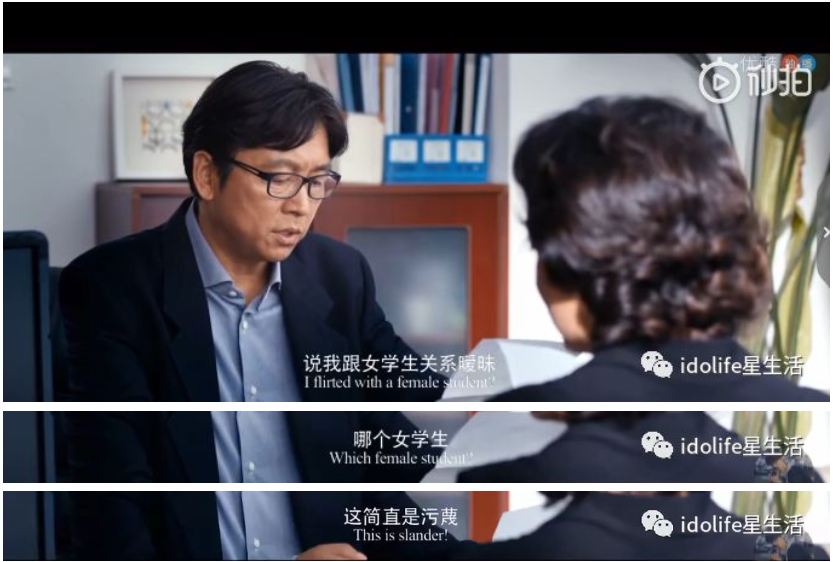 秒拍
说我跟女学生关系暧昧
I flirted with a female student?
idolife星生活
哪个女学生
Which female student?
idolife星生活
这简直是污蔑
This is slander!
idolife星生活